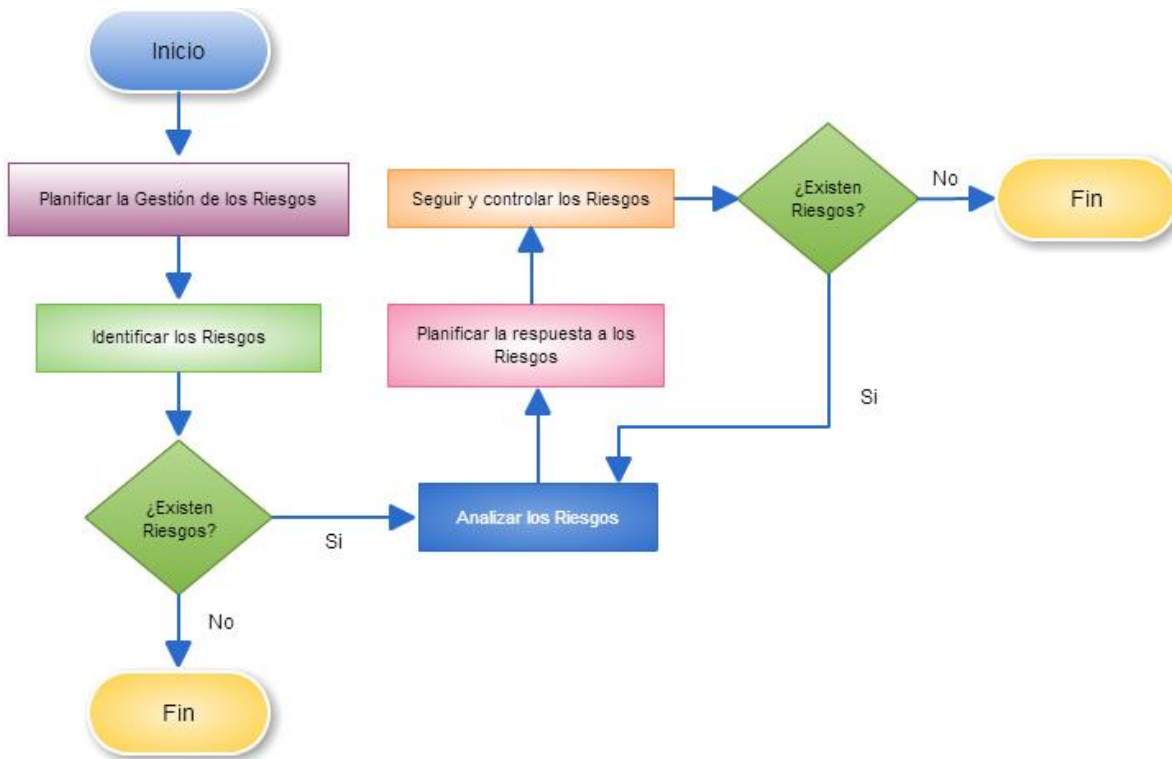 Inicio
Planificar la Gestión de los Riesgos
Identificar los Riesgos
¿Existen
Riesgos?
No
Fin
Si
Analizar los Riesgos
Planificar la respuesta a los
Riesgos
Seguir y controlar los Riesgos
¿Existen
Riesgos?
Si
No
Fin